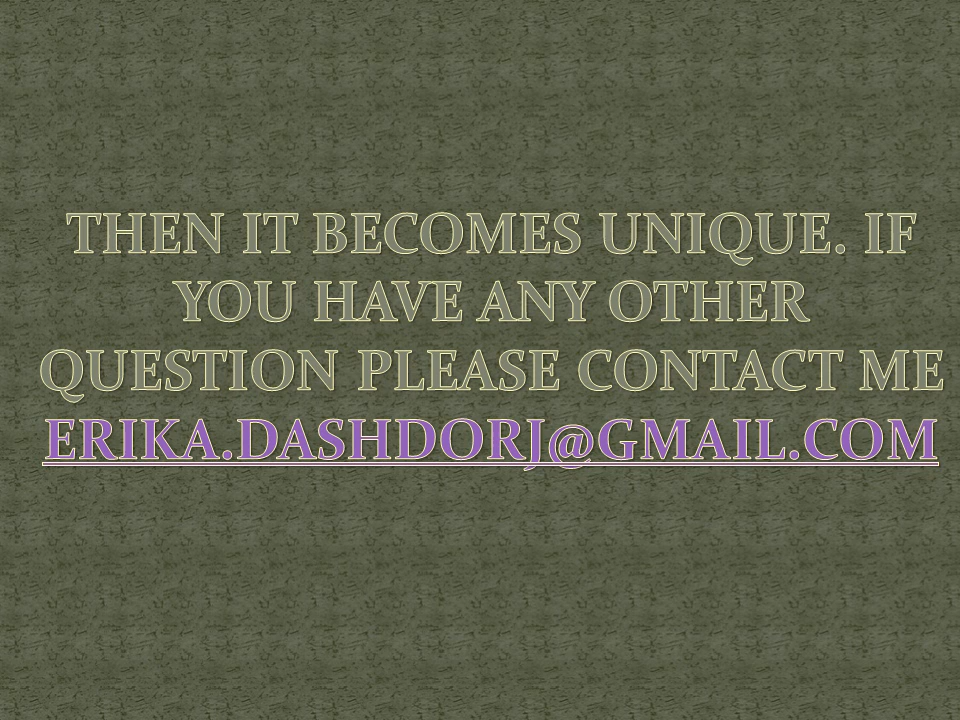 THEN IT BECOMES UNIQUE. IF
YOU HAVE ANY OTHER
QUESTION PLEASE CONTACT ME
ERIKA.DASHDORJ@GMAIL.COM